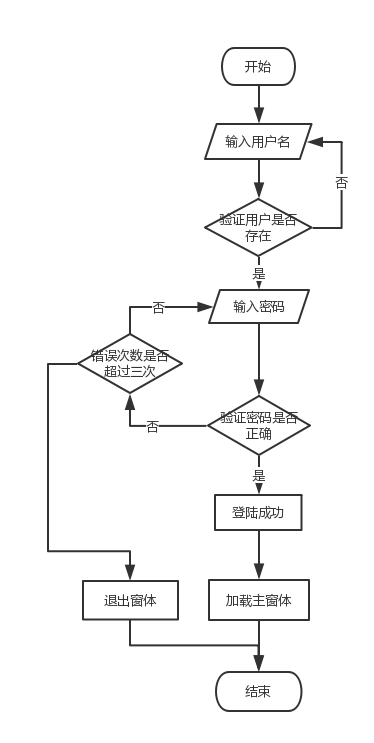 开始
输入用户名
否
验证用户是否
存在
是
否
输入密码
错误次数是否
超过三次
验证密码是否
正确
否
是
登陆成功
退出窗体
加载主窗体
结束